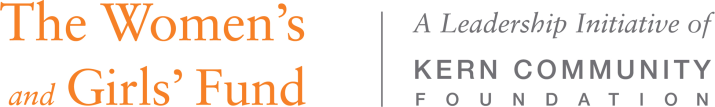 The Women’s
and Girls’ Fund
A Leadership Initiative of
KERN COMMUNITY
FOUNDATION